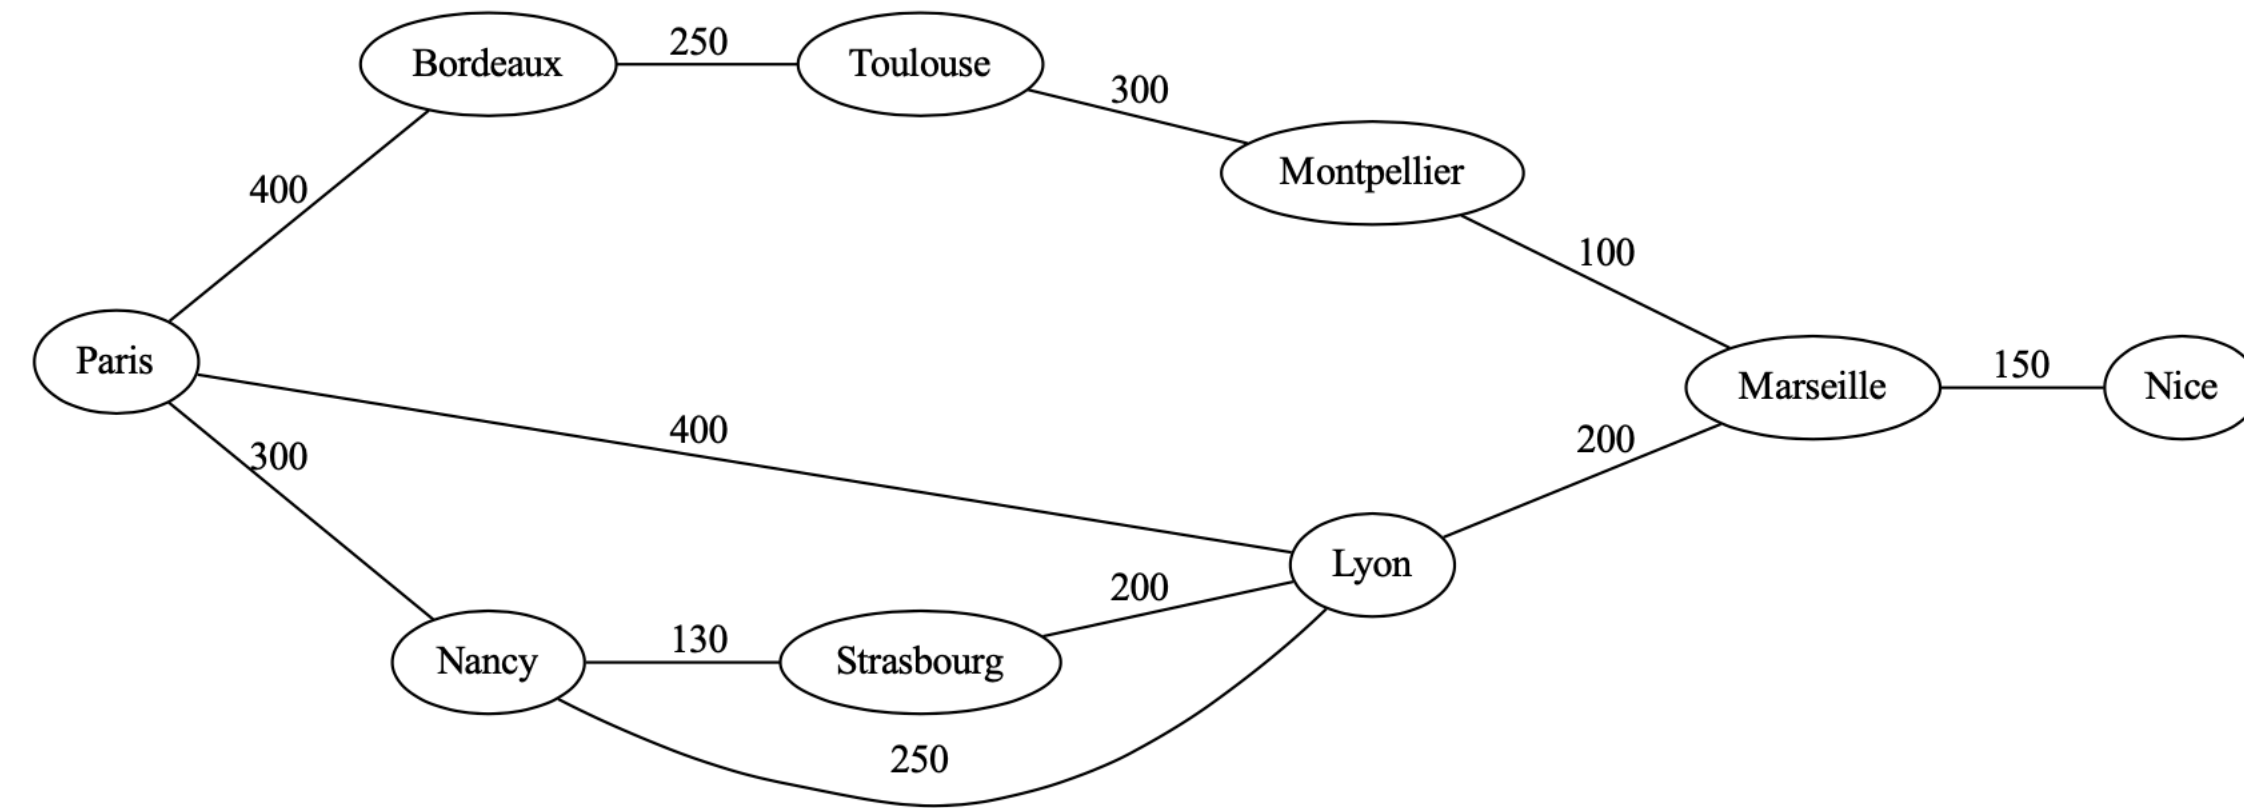 Bordeaux
250
Toulouse
300
Montpellier
400
100
Paris
Marseille
150
Nice
400
200
300
Lyon
200
Nancy
130
Strasbourg
250